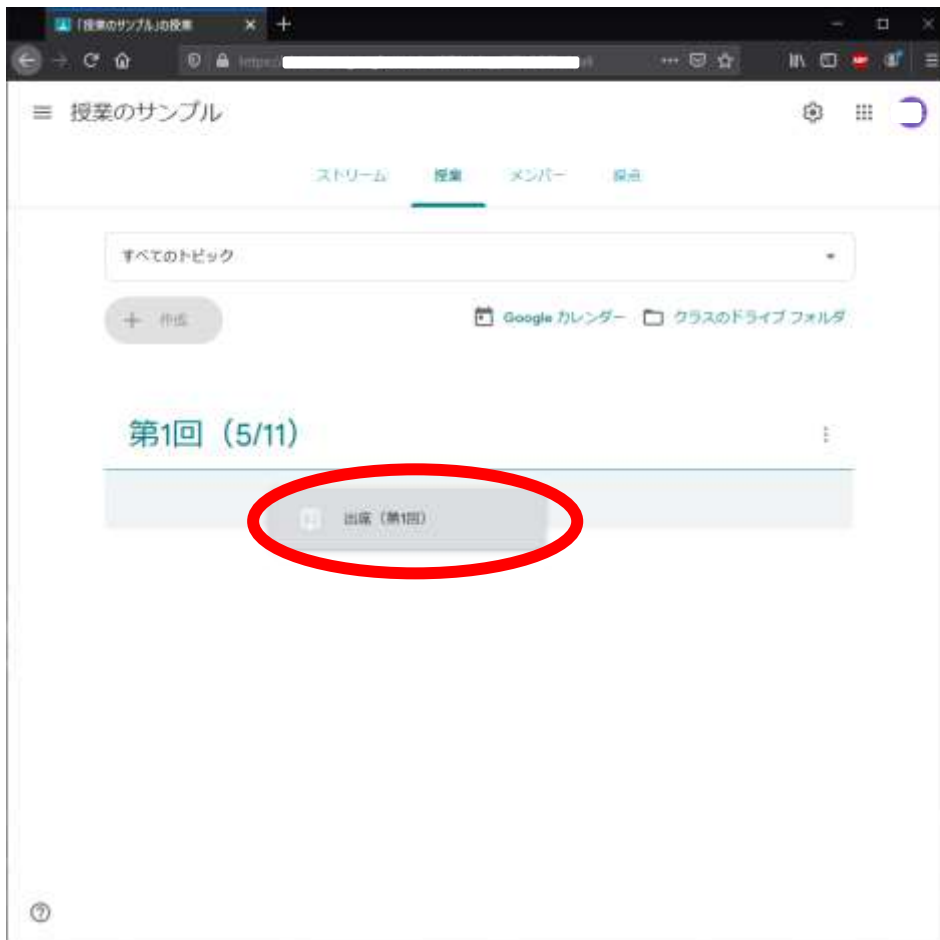 「授業のサンプル」の授業
授業のサンプル
ストリーム 授業 メンバー 採点
すべてのトピック
作成
Google カレンダー クラスのドライブ フォルダ
第1回（5/11）
出席（第1回）